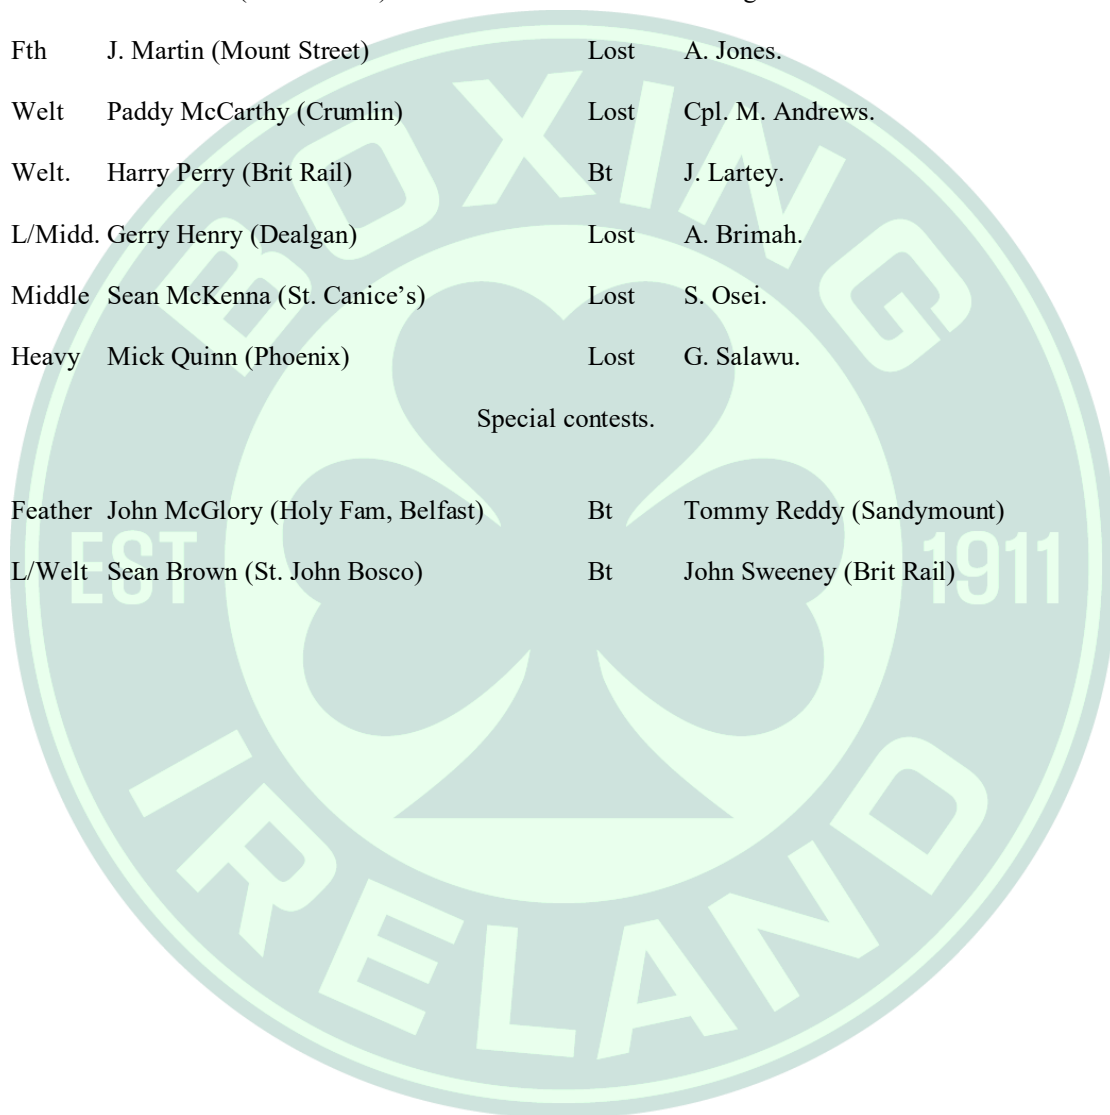 Fth J. Martin (Mount Street) Lost A. Jones.
Welt Paddy McCarthy (Crumlin) Lost Cpl. M. Andrews.
Welt. Harry Perry (Brit Rail) Bt J. Lartey.
L/Midd. Gerry Henry (Dealgan) Lost A. Brimah.
Middle Sean McKenna (St. Canice’s) Lost S. Osei.
Heavy Mick Quinn (Phoenix) Lost G. Salawu.
Special contests.
Feather John McGlory (Holy Fam, Belfast) Bt Tommy Reddy (Sandymount)
L/Welt Sean Brown (St. John Bosco) Bt John Sweeney (Brit Rail)
BOXING
EST 1911
IRELAND